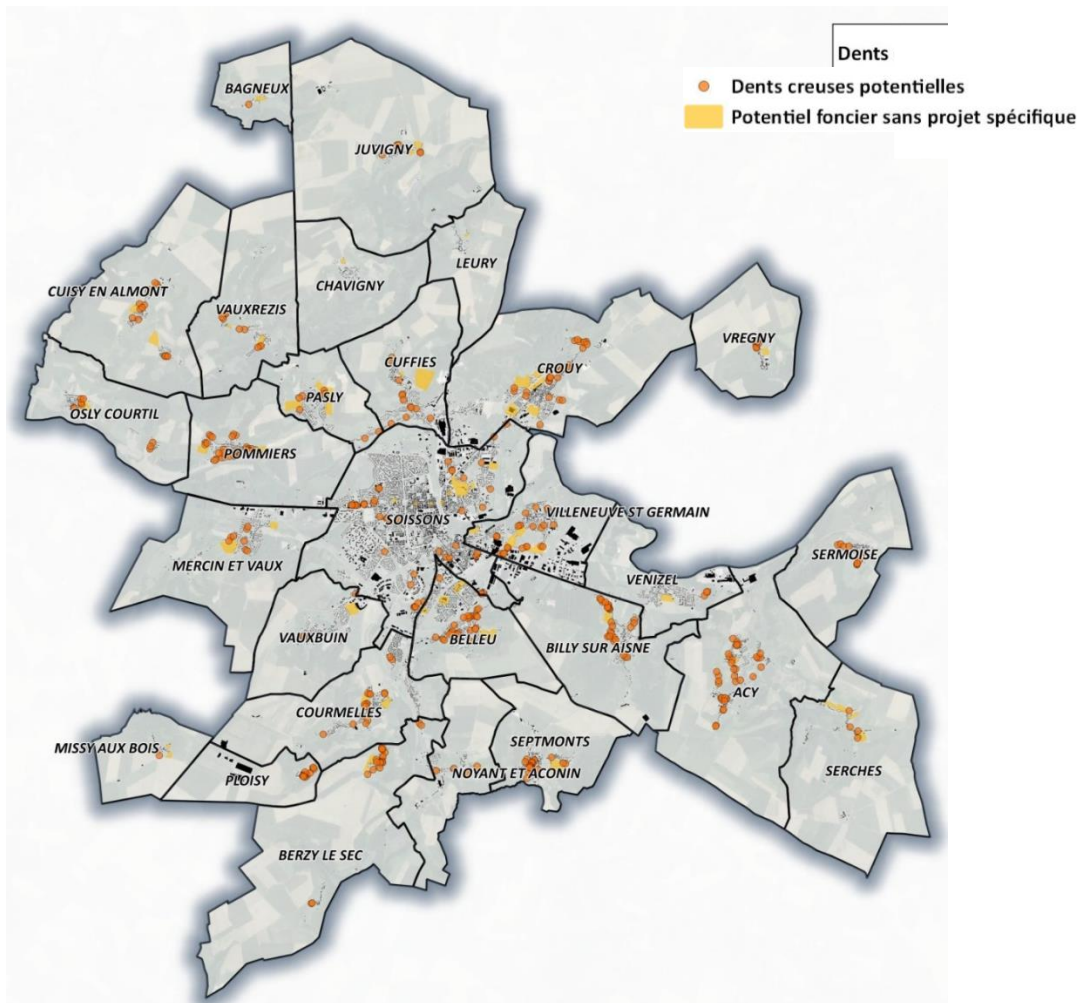 Dents
Dents creuses potentielles
Potentiel foncier sans projet spécifique
BAGNEUX
JUVIGNY
LEURY
CHAVIGNY
CUISY EN ALMONT
VAUXREZIS
VREGNY
CUFFIES
CROUY
PASLY
OSLY COURTIL
POMMIERS
SOISSONS
VILLENEUVE ST GERMAIN
SERMOISE
MERCIN ET VAUX
VENIZEL
VAUXBUIN
BELLEU
BILLY SUR AISNE
ACY
COURMELLES
MISSY AUX BOIS
SEPTMONTS
PLOISY
NOYANT ET ACONIN
SERCHES
BERZY LE SEC